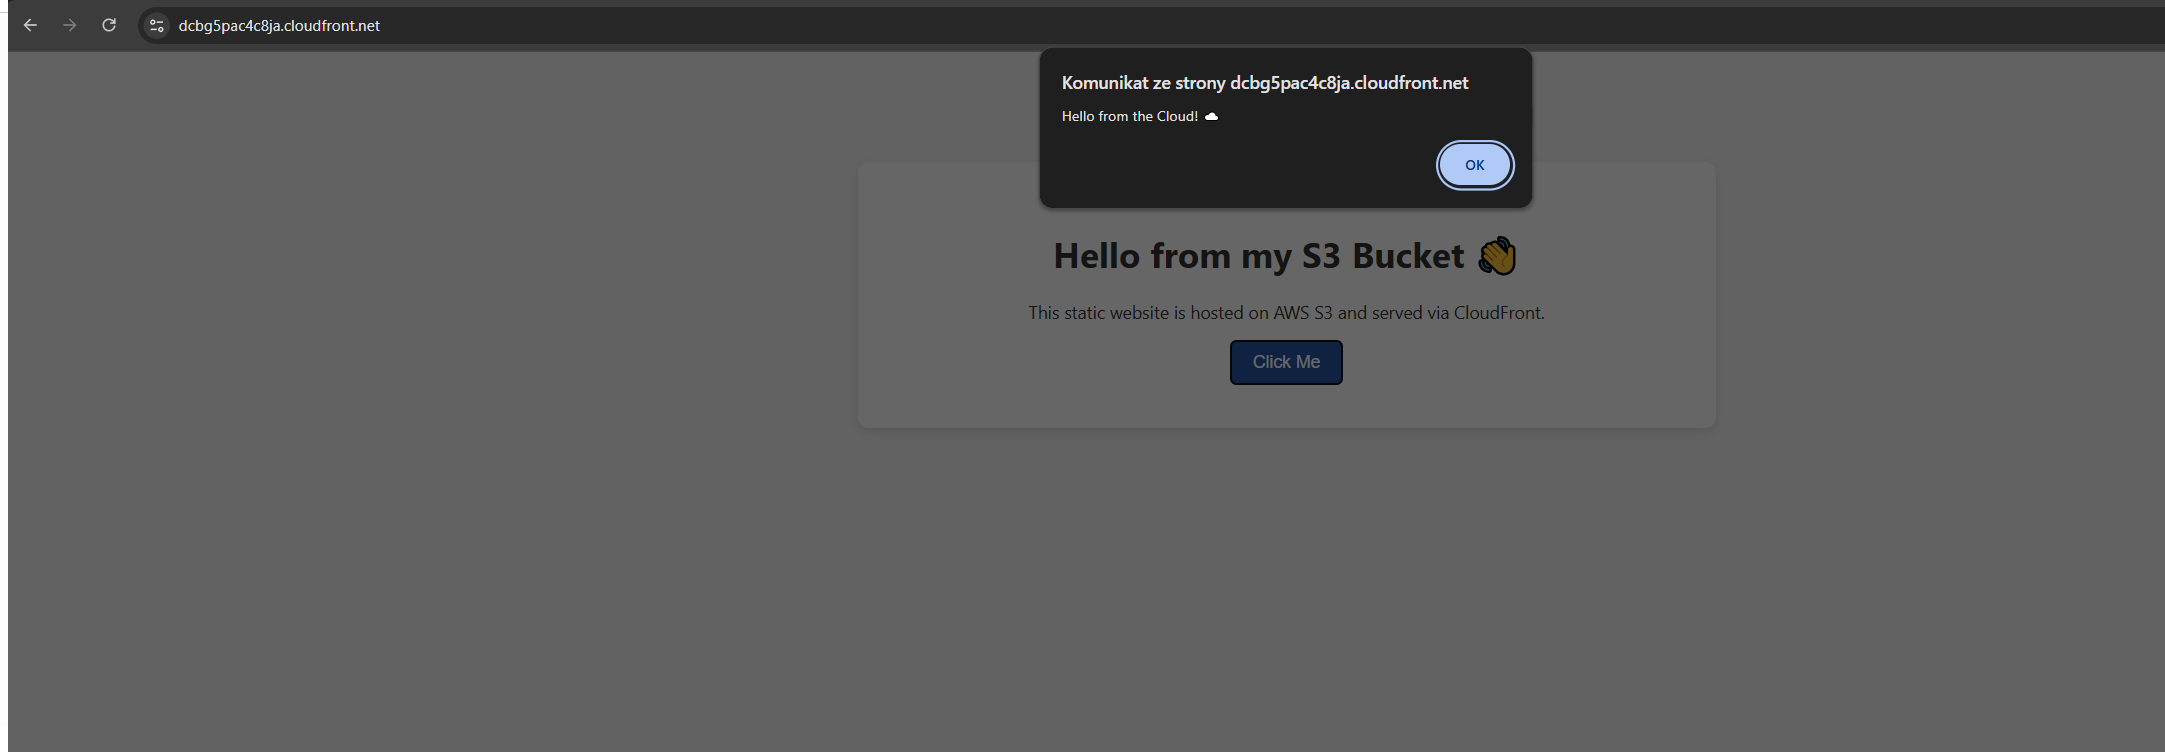 dcbg5pac4c8ja.cloudfront.net
Komunikat ze strony dcbg5pac4c8ja.cloudfront.net
Hello from the Cloud! ☁
OK
Hello from my S3 Bucket 👋
This static website is hosted on AWS S3 and served via CloudFront.
Click Me